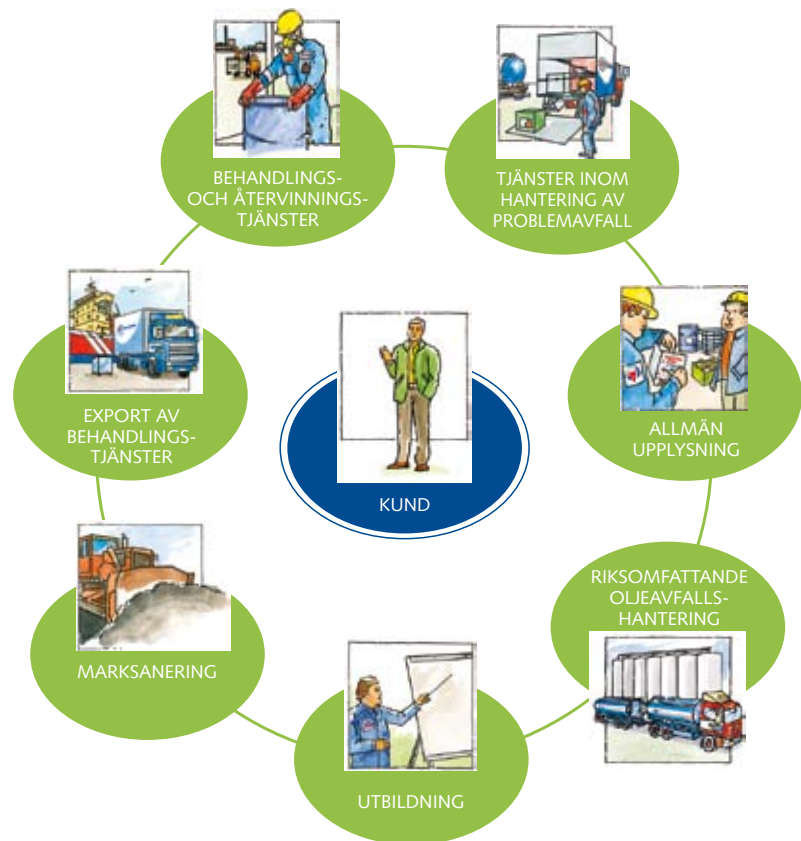 BEHANDLINGS-
OCH ÅTERVINNINGS-
TJÄNSTER
TJÄNSTER INOM
HANTERING AV
PROBLEMAVFALL
EXPORT AV
BEHANDLINGS-
TJÄNSTER
ALLMÄN
UPPLYSNING
KUND
RIKSOMFATTANDE
OLJEAVFALLS-
HANTERING
MARKSANERING
UTBILDNING